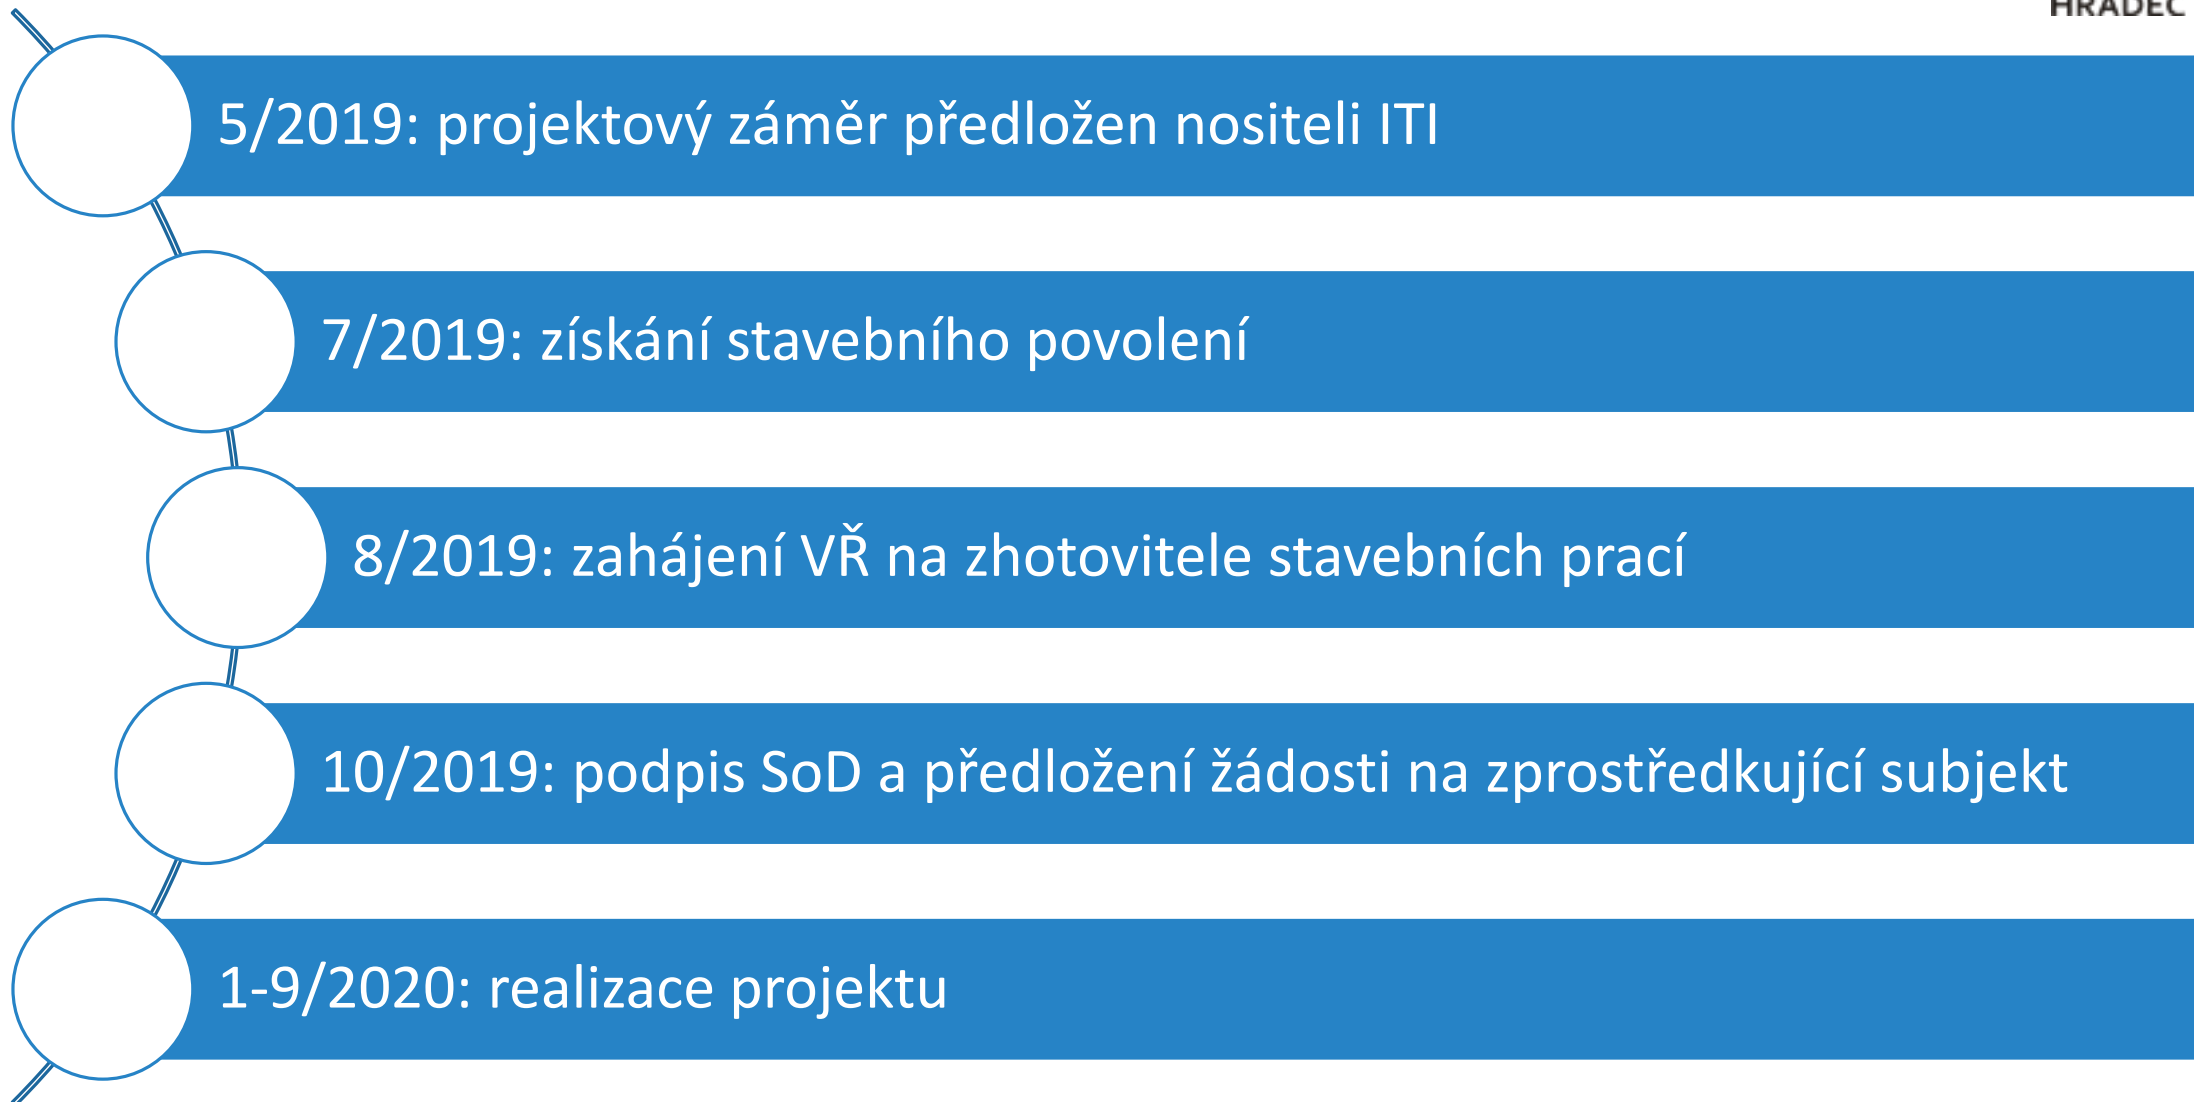 HRADEC
5/2019: projektový záměr předložen nositeli ITI
7/2019: získání stavebního povolení
8/2019: zahájení VŘ na zhotovitele stavebních prací
10/2019: podpis SoD a předložení žádosti na zprostředkující subjekt
1-9/2020: realizace projektu